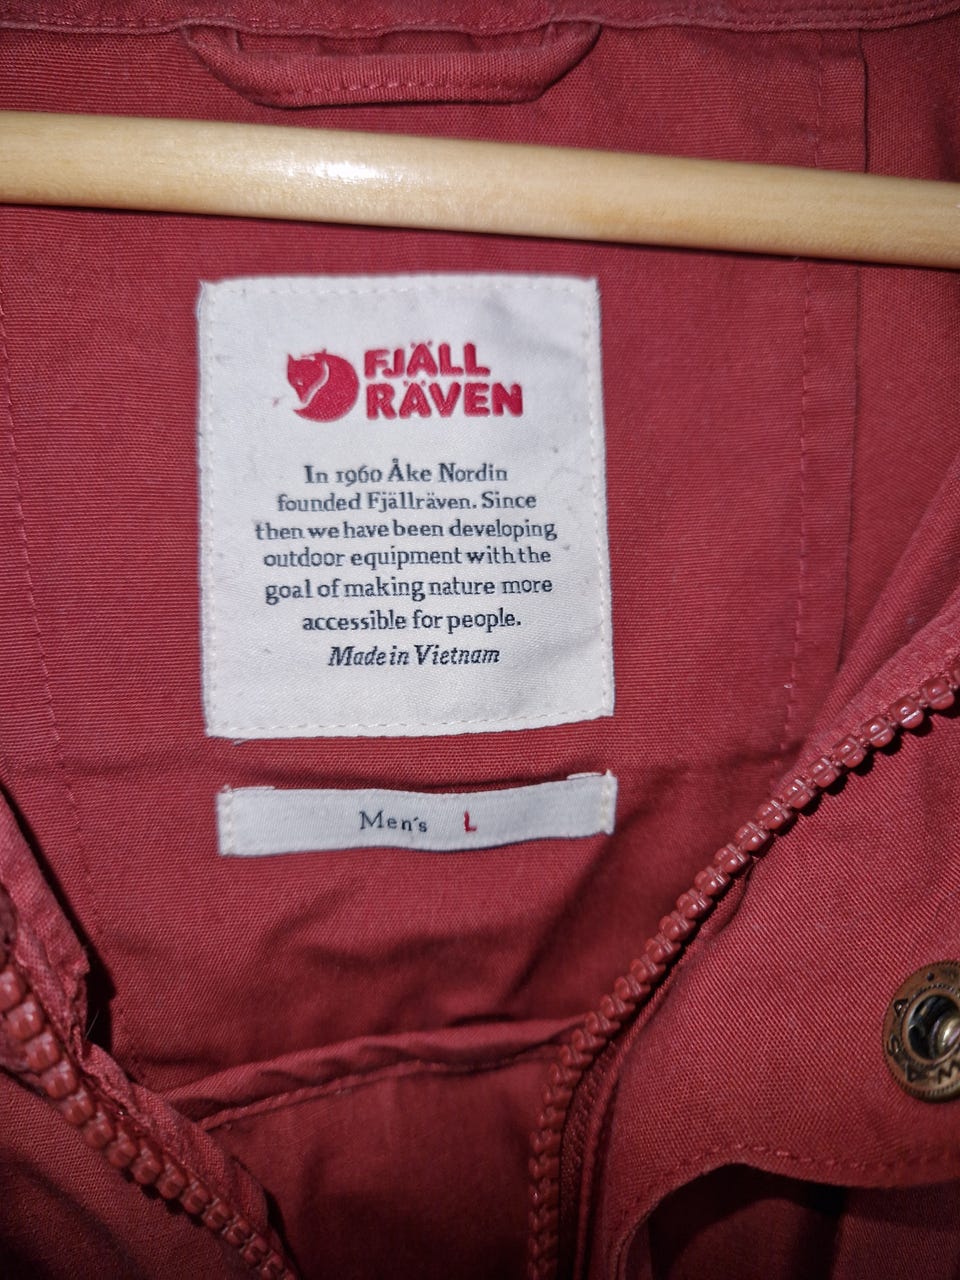 FJÄLL
RÄVEN
In 1960 Åke Nordin
founded Fjällräven. Since
then we have been developing
outdoor equipment with the
goal of making nature more
accessible for people.
Made in Vietnam
Men's L